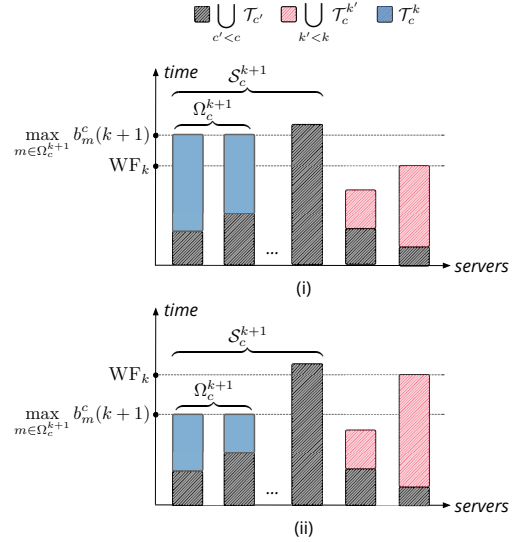 ⋃_{c'<c} 𝒯_{c'} ⋃_{k'<k} 𝒯_c^{k'} 𝒯_c^k
time
𝒮_c^{k+1}
Ω_c^{k+1}
max_{m∈Ω_c^{k+1}} b_m^c(k+1)
WF_k
...
servers
(i)
time
𝒮_c^{k+1}
WF_k
Ω_c^{k+1}
max_{m∈Ω_c^{k+1}} b_m^c(k+1)
...
servers
(ii)